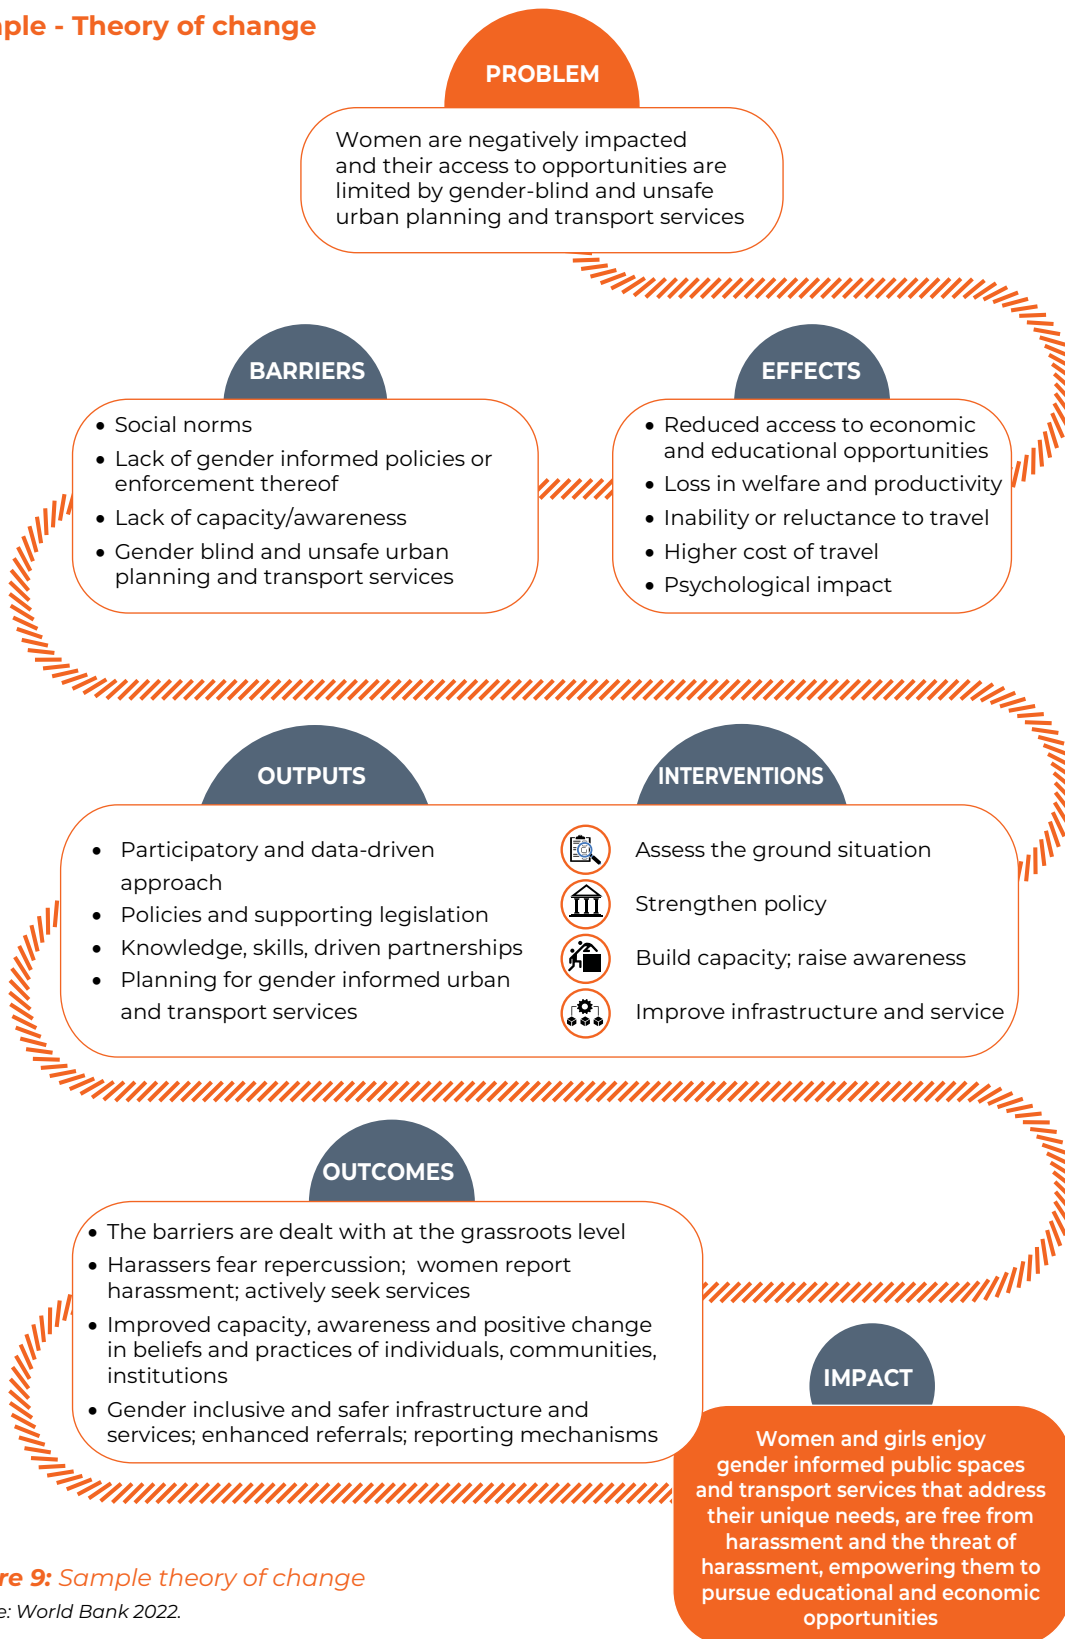 ple - Theory of change
PROBLEM
Women are negatively impacted
and their access to opportunities are
limited by gender-blind and unsafe
urban planning and transport services
BARRIERS
• Social norms
• Lack of gender informed policies or
enforcement thereof
• Lack of capacity/awareness
• Gender blind and unsafe urban
planning and transport services
EFFECTS
• Reduced access to economic
and educational opportunities
• Loss in welfare and productivity
• Inability or reluctance to travel
• Higher cost of travel
• Psychological impact
OUTPUTS
• Participatory and data-driven
approach
• Policies and supporting legislation
• Knowledge, skills, driven partnerships
• Planning for gender informed urban
and transport services
INTERVENTIONS
Assess the ground situation
Strengthen policy
Build capacity; raise awareness
Improve infrastructure and service
OUTCOMES
• The barriers are dealt with at the grassroots level
• Harassers fear repercussion; women report
harassment; actively seek services
• Improved capacity, awareness and positive change
in beliefs and practices of individuals, communities,
institutions
• Gender inclusive and safer infrastructure and
services; enhanced referrals; reporting mechanisms
IMPACT
Women and girls enjoy
gender informed public spaces
and transport services that address
their unique needs, are free from
harassment and the threat of
harassment, empowering them to
pursue educational and economic
opportunities
re 9: Sample theory of change
e: World Bank 2022.